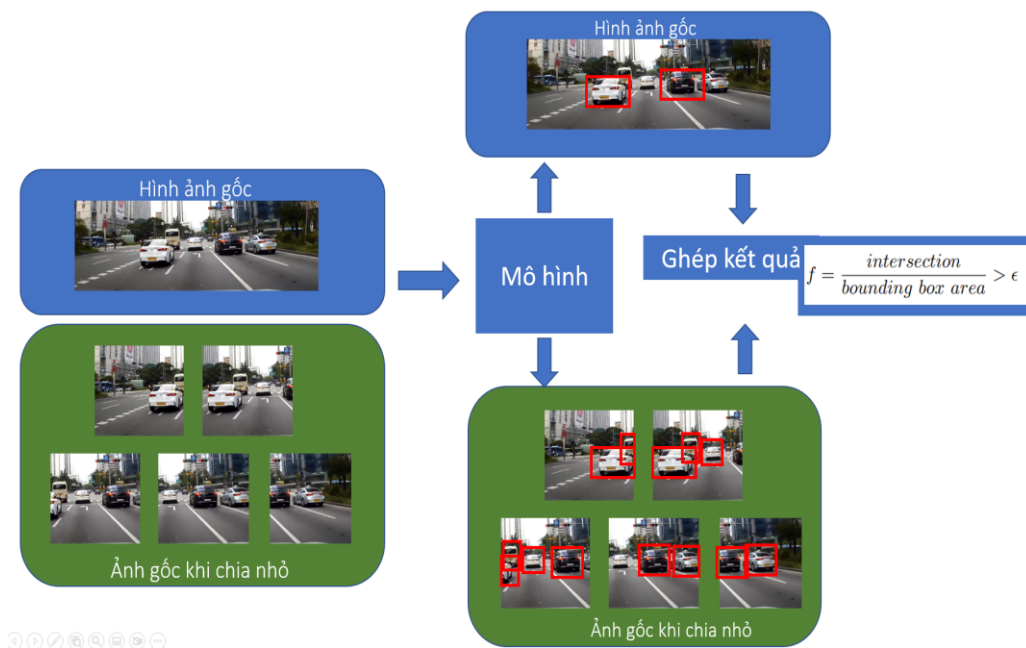 Hình ảnh gốc
Hình ảnh gốc
Ảnh gốc khi chia nhỏ
Mô hình
Ghép kết quả
f = intersection / bounding box area > ϵ
Ảnh gốc khi chia nhỏ